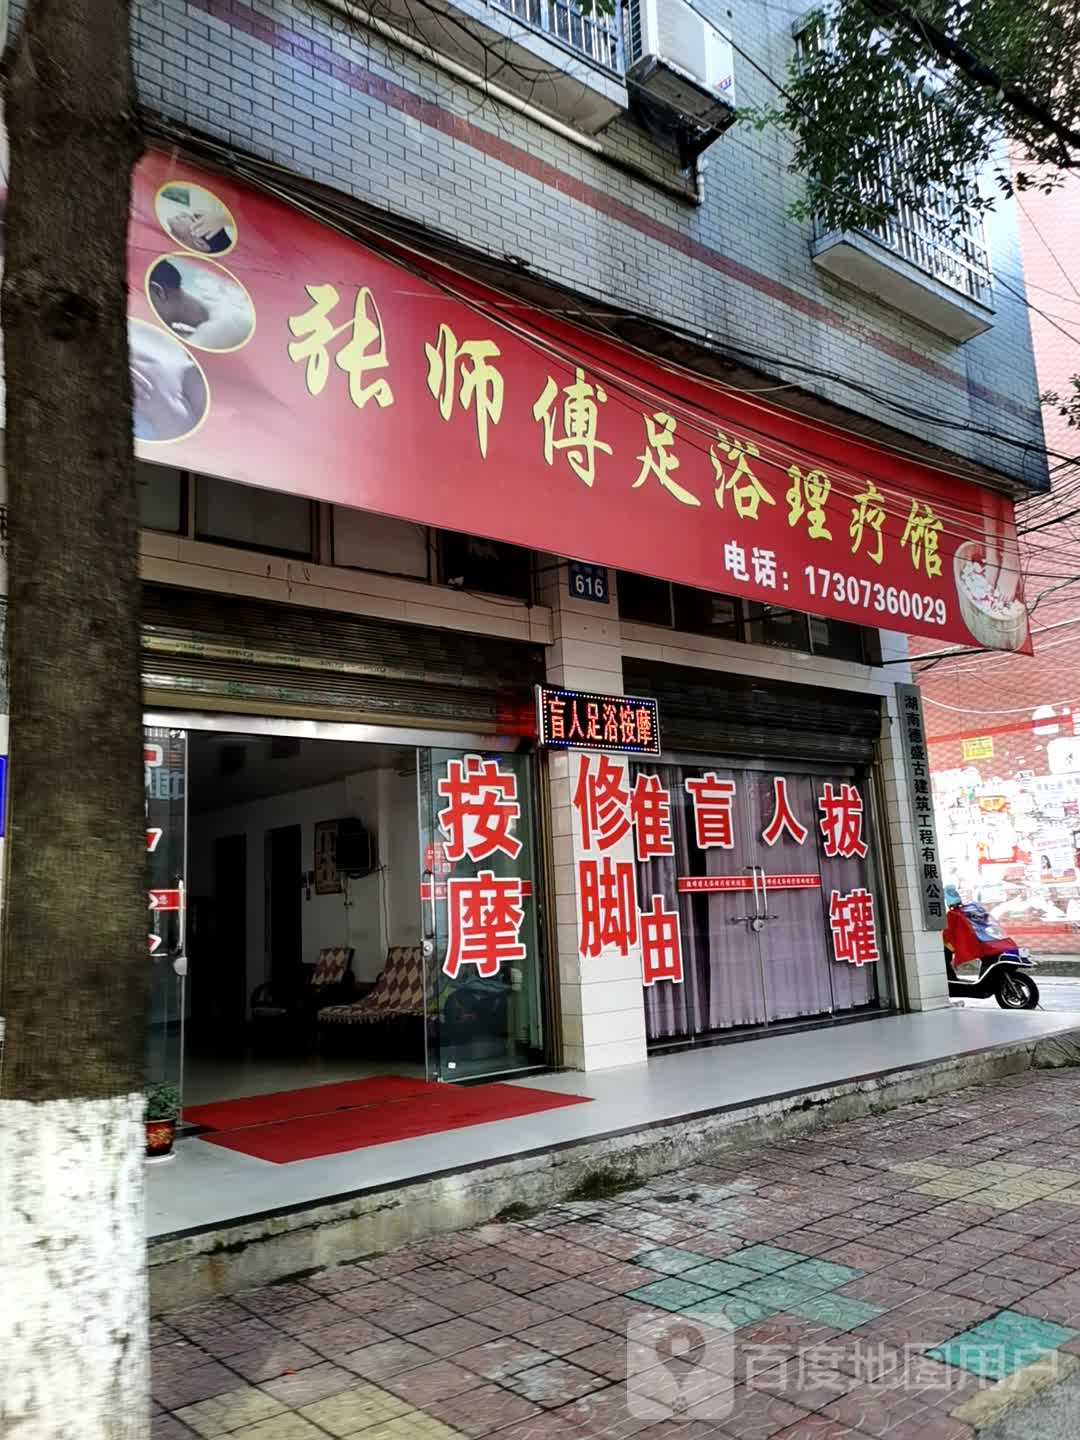 张师傅足浴理疗馆
电话：17307360029
616
盲人足浴按摩
按摩
修脚
推
盲人
拔罐
由
湖南德盛古建筑工程有限公司
百度地图用户